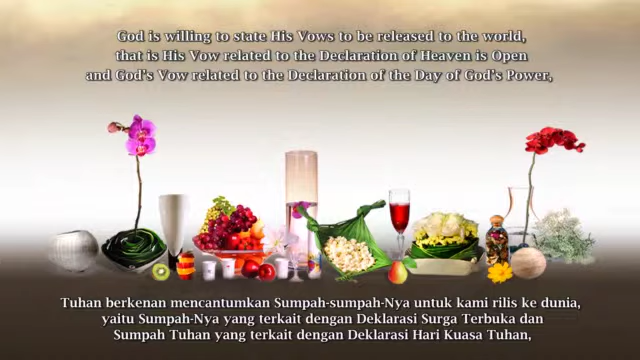 God is willing to state His Vows to be released to the world,
that is His Vow related to the Declaration of Heaven is Open
and God's Vow related to the Declaration of the Day of God's Power,
Tuhan berkenan mencantumkan Sumpah-sumpah-Nya untuk kami rilis ke dunia,
yaitu Sumpah-Nya yang terkait dengan Deklarasi Surga Terbuka dan
Sumpah Tuhan yang terkait dengan Deklarasi Hari Kuasa Tuhan,